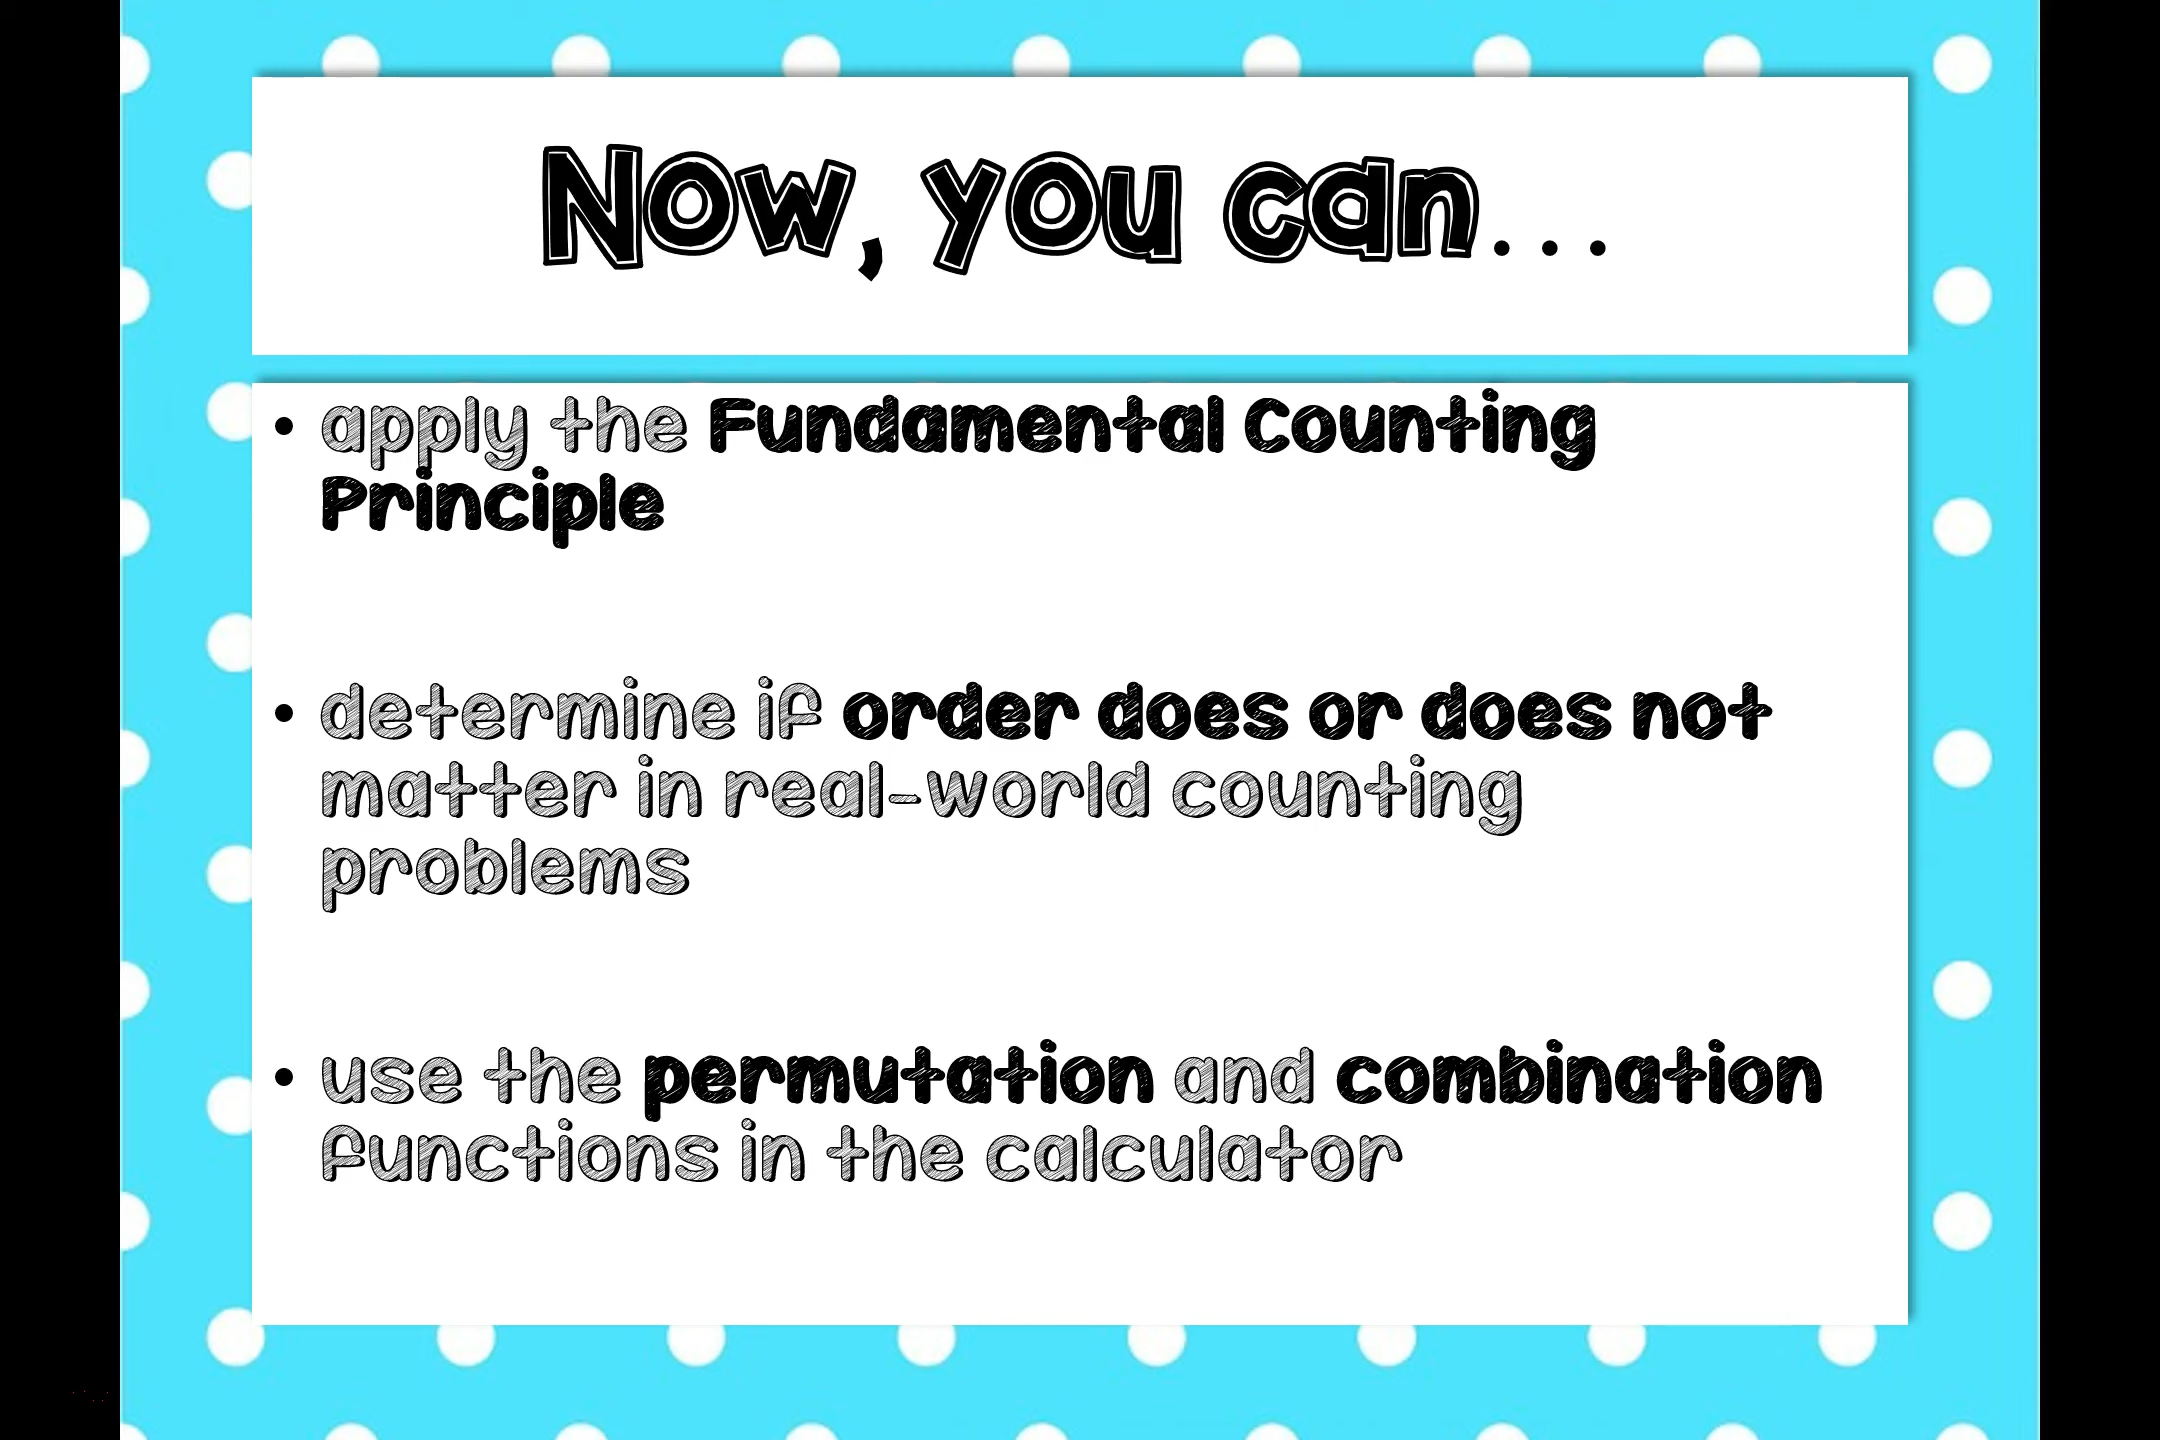 Now, you can...
• apply the Fundamental Counting
Principle
• determine if order does or does not
matter in real-world counting
problems
• use the permutation and combination
functions in the calculator